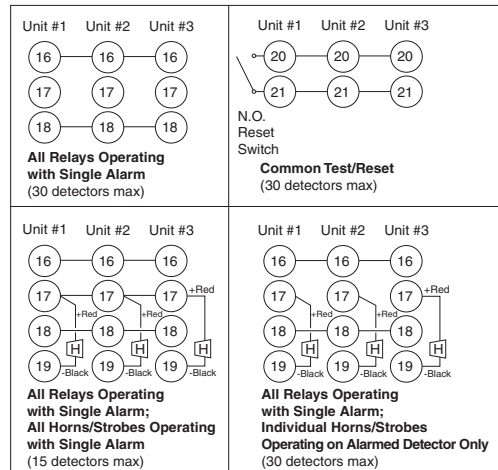 Unit #1 Unit #2 Unit #3
16 16 16
17 17 17
18 18 18
All Relays Operating
with Single Alarm
(30 detectors max)
Unit #1 Unit #2 Unit #3
20 20 20
21 21 21
N.O.
Reset
Switch
Common Test/Reset
(30 detectors max)
Unit #1 Unit #2 Unit #3
16 16 16
17 17 17 +Red
+Red +Red
18 18 18
H H H
19 19 19
-Black -Black -Black
All Relays Operating
with Single Alarm;
All Horns/Strobes Operating
with Single Alarm
(15 detectors max)
Unit #1 Unit #2 Unit #3
16 16 16
17 17 17 +Red
+Red +Red
18 18 18
H H H
19 19 19
-Black -Black -Black
All Relays Operating
with Single Alarm;
Individual Horns/Strobes
Operating on Alarmed Detector Only
(30 detectors max)